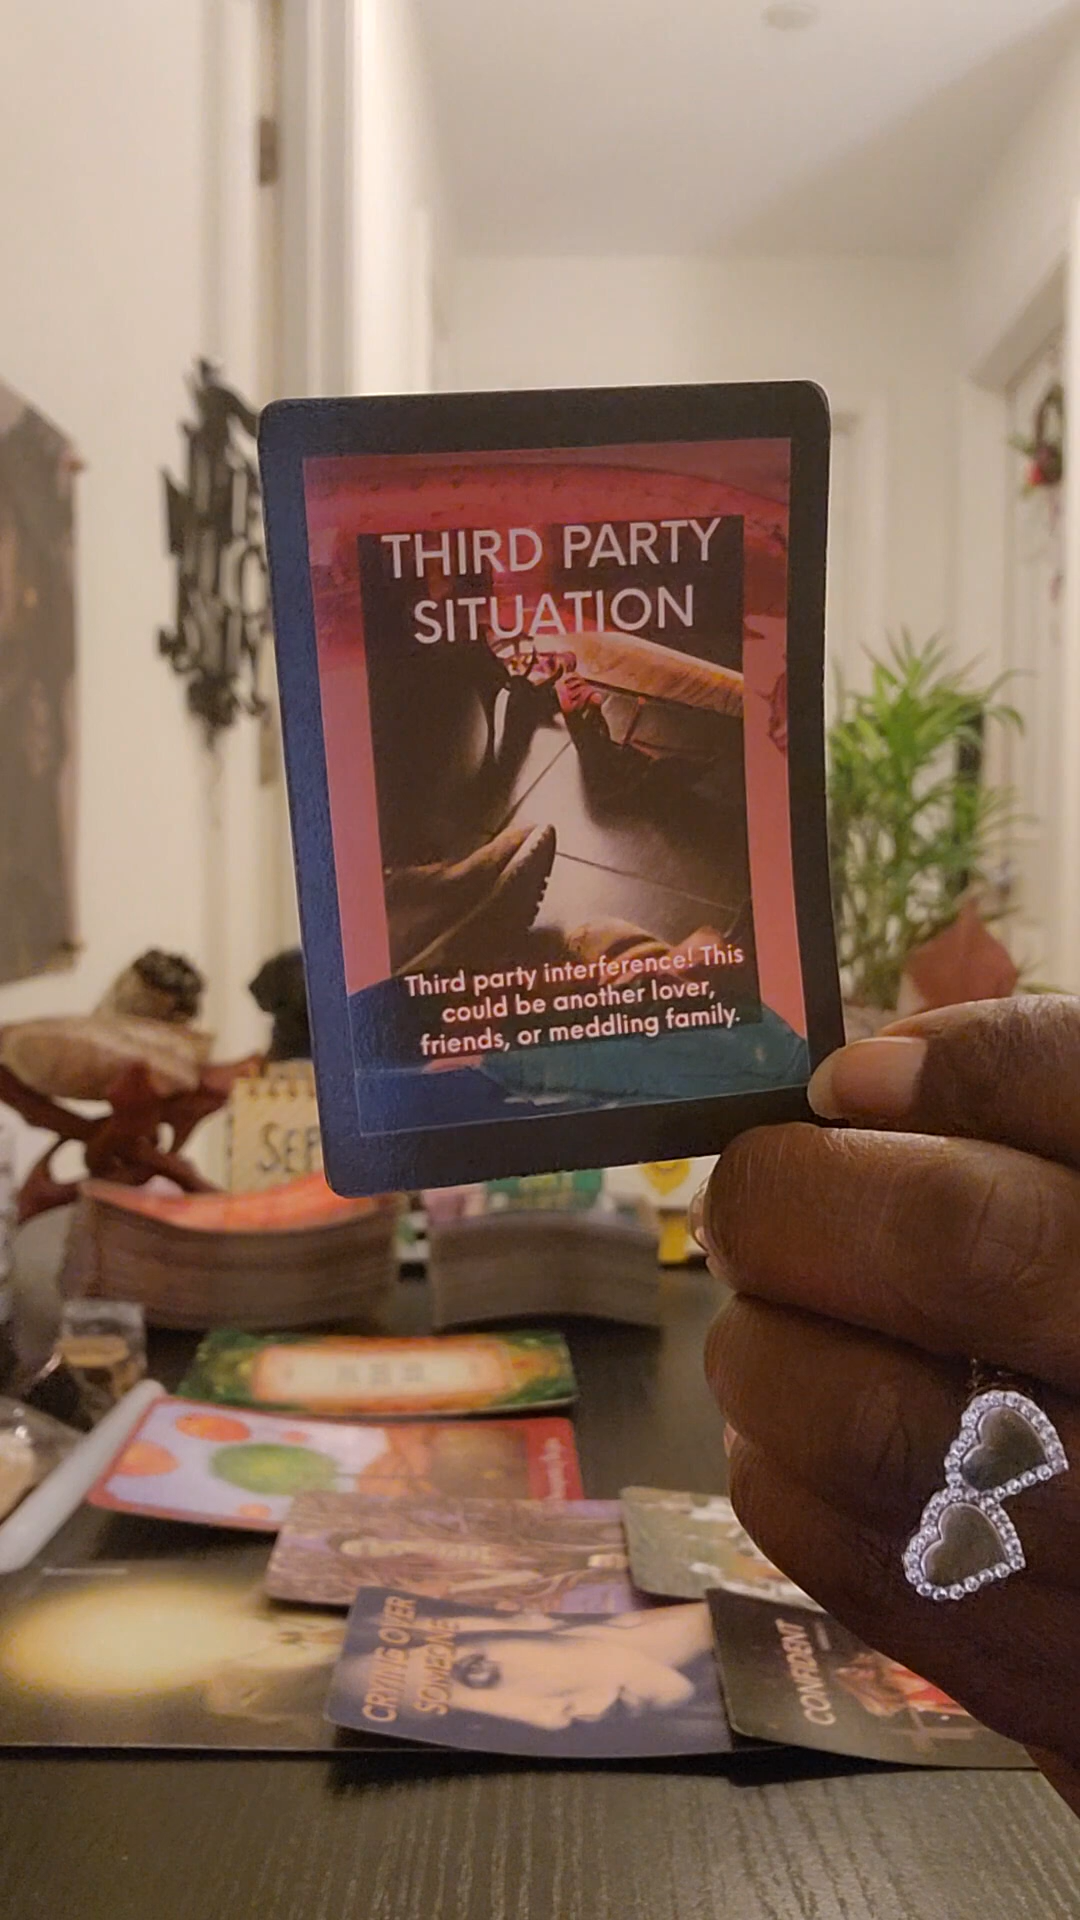 THIRD PARTY
SITUATION
Third party interference! This
could be another lover,
friends, or meddling family.
SEP
CRYING OVER
SOMEONE
CONFIDENT